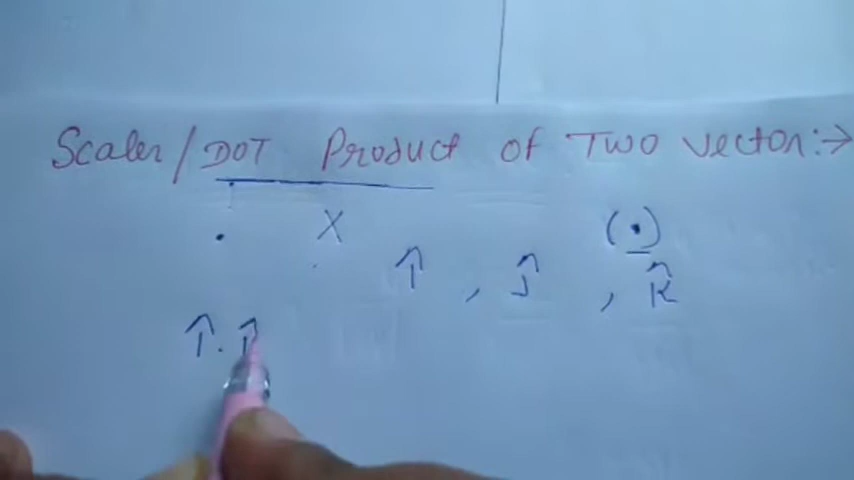 Scaler / DOT Product of Two vector :→
. X (.)
î , ĵ , k̂
î . î